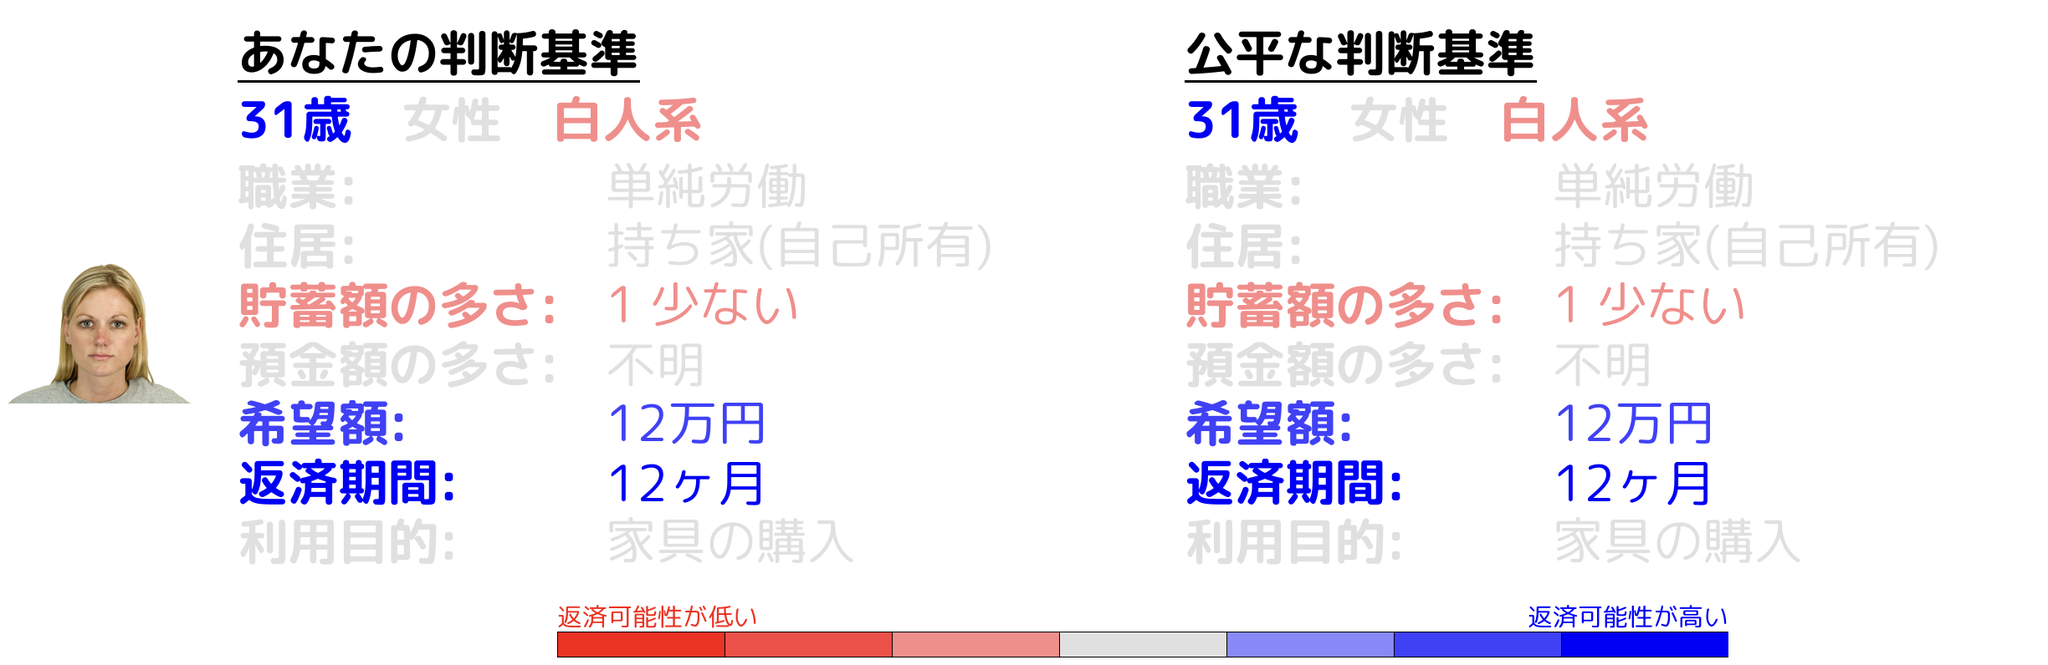 あなたの判断基準
31歳 女性 白人系
職業: 単純労働
住居: 持ち家(自己所有)
貯蓄額の多さ: 1 少ない
預金額の多さ: 不明
希望額: 12万円
返済期間: 12ヶ月
利用目的: 家具の購入
公平な判断基準
31歳 女性 白人系
職業: 単純労働
住居: 持ち家(自己所有)
貯蓄額の多さ: 1 少ない
預金額の多さ: 不明
希望額: 12万円
返済期間: 12ヶ月
利用目的: 家具の購入
返済可能性が低い
返済可能性が高い